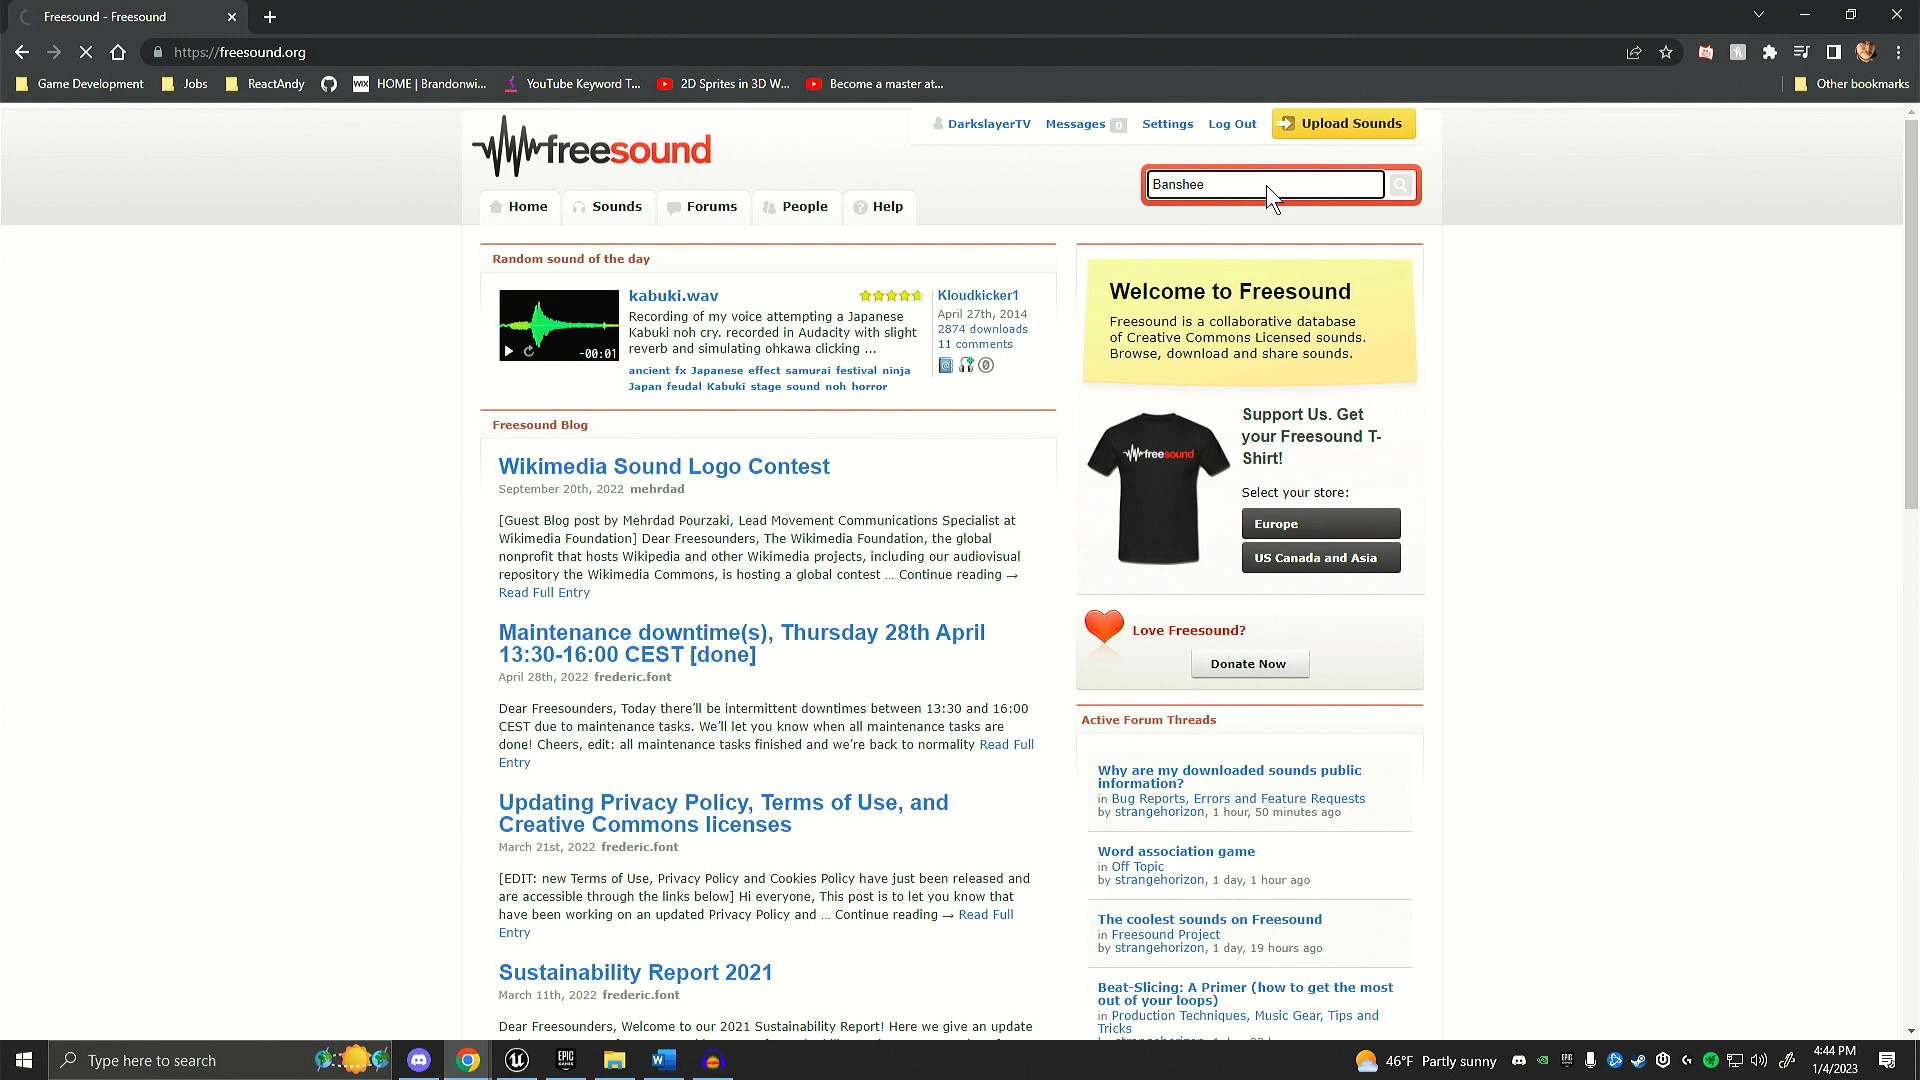 Freesound - Freesound
https://freesound.org
Game Development
Jobs
ReactAndy
WIX
HOME | Brandonwi...
YouTube Keyword T...
2D Sprites in 3D W...
Become a master at...
Other bookmarks
freesound
DarkslayerTV
Messages 0
Settings
Log Out
Upload Sounds
Banshee
Home
Sounds
Forums
People
Help
Random sound of the day
kabuki.wav
Recording of my voice attempting a Japanese
Kabuki noh cry. recorded in Audacity with slight
reverb and simulating ohkawa clicking ...
ancient fx Japanese effect samurai festival ninja
Japan feudal Kabuki stage sound noh horror
-00:01
Kloudkicker1
April 27th, 2014
2874 downloads
11 comments
Freesound Blog
Wikimedia Sound Logo Contest
September 20th, 2022 mehrdad
[Guest Blog post by Mehrdad Pourzaki, Lead Movement Communications Specialist at
Wikimedia Foundation] Dear Freesounders, The Wikimedia Foundation, the global
nonprofit that hosts Wikipedia and other Wikimedia projects, including our audiovisual
repository the Wikimedia Commons, is hosting a global contest ... Continue reading →
Read Full Entry
Maintenance downtime(s), Thursday 28th April
13:30-16:00 CEST [done]
April 28th, 2022 frederic.font
Dear Freesounders, Today there'll be intermittent downtimes between 13:30 and 16:00
CEST due to maintenance tasks. We'll let you know when all maintenance tasks are
done! Cheers, edit: all maintenance tasks finished and we're back to normality Read Full
Entry
Updating Privacy Policy, Terms of Use, and
Creative Commons licenses
March 21st, 2022 frederic.font
[EDIT: new Terms of Use, Privacy Policy and Cookies Policy have just been released and
are accessible through the links below] Hi everyone, This post is to let you know that
have been working on an updated Privacy Policy and ... Continue reading → Read Full
Entry
Sustainability Report 2021
March 11th, 2022 frederic.font
Dear Freesounders, Welcome to our 2021 Sustainability Report! Here we give an update
Welcome to Freesound
Freesound is a collaborative database
of Creative Commons Licensed sounds.
Browse, download and share sounds.
freesound
Support Us. Get
your Freesound T-
Shirt!
Select your store:
Europe
US Canada and Asia
Love Freesound?
Donate Now
Active Forum Threads
Why are my downloaded sounds public
information?
in Bug Reports, Errors and Feature Requests
by strangehorizon, 1 hour, 50 minutes ago
Word association game
in Off Topic
by strangehorizon, 1 day, 1 hour ago
The coolest sounds on Freesound
in Freesound Project
by strangehorizon, 1 day, 19 hours ago
Beat-Slicing: A Primer (how to get the most
out of your loops)
in Production Techniques, Music Gear, Tips and
Tricks
Type here to search
EPIC
46°F Partly sunny
4:44 PM
1/4/2023